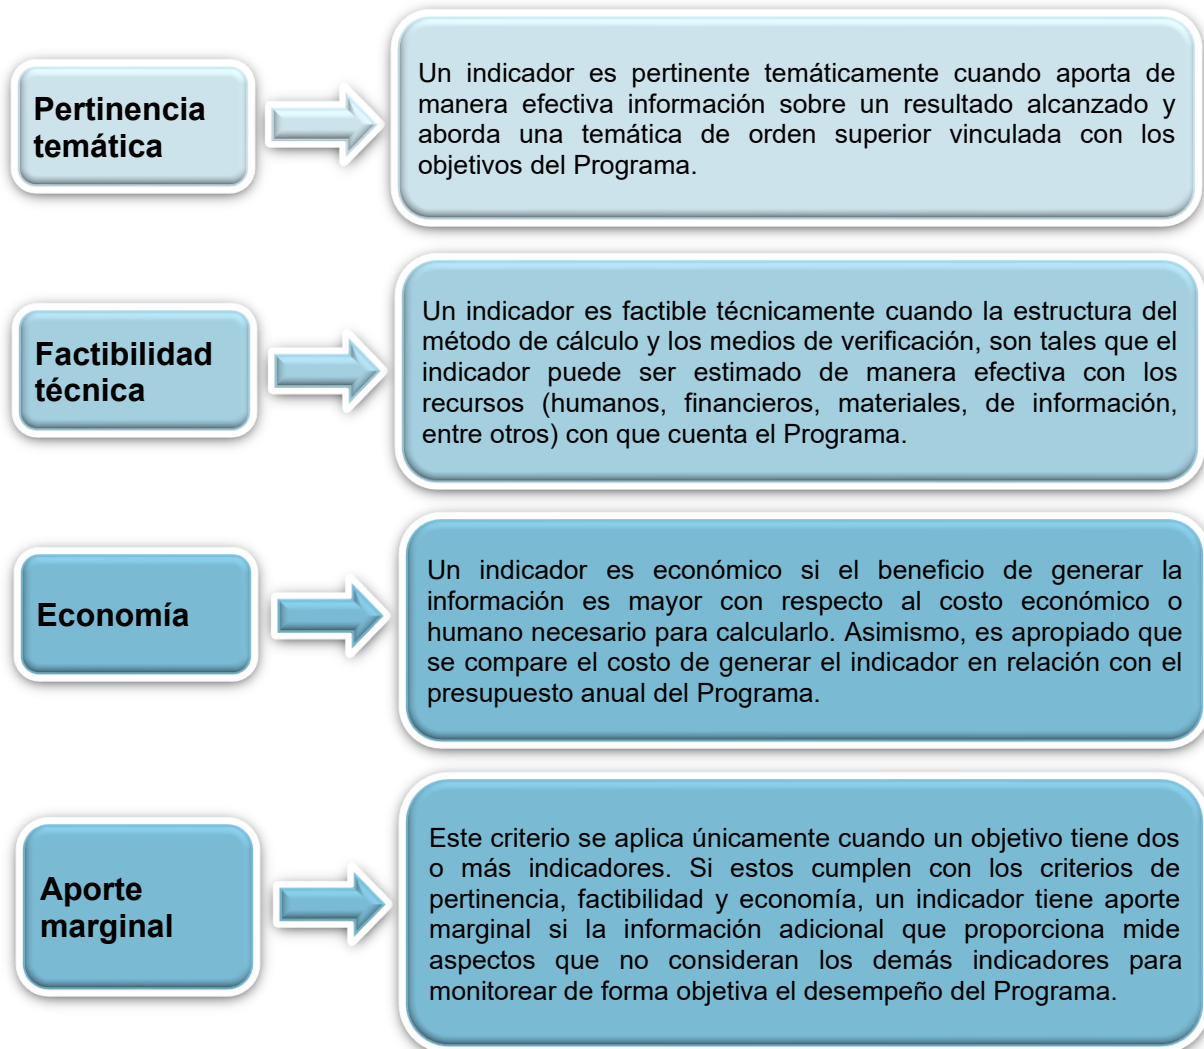 Pertinencia
temática
Un indicador es pertinente temáticamente cuando aporta de
manera efectiva información sobre un resultado alcanzado y
aborda una temática de orden superior vinculada con los
objetivos del Programa.
Factibilidad
técnica
Un indicador es factible técnicamente cuando la estructura del
método de cálculo y los medios de verificación, son tales que el
indicador puede ser estimado de manera efectiva con los
recursos (humanos, financieros, materiales, de información,
entre otros) con que cuenta el Programa.
Economía
Un indicador es económico si el beneficio de generar la
información es mayor con respecto al costo económico o
humano necesario para calcularlo. Asimismo, es apropiado que
se compare el costo de generar el indicador en relación con el
presupuesto anual del Programa.
Aporte
marginal
Este criterio se aplica únicamente cuando un objetivo tiene dos
o más indicadores. Si estos cumplen con los criterios de
pertinencia, factibilidad y economía, un indicador tiene aporte
marginal si la información adicional que proporciona mide
aspectos que no consideran los demás indicadores para
monitorear de forma objetiva el desempeño del Programa.